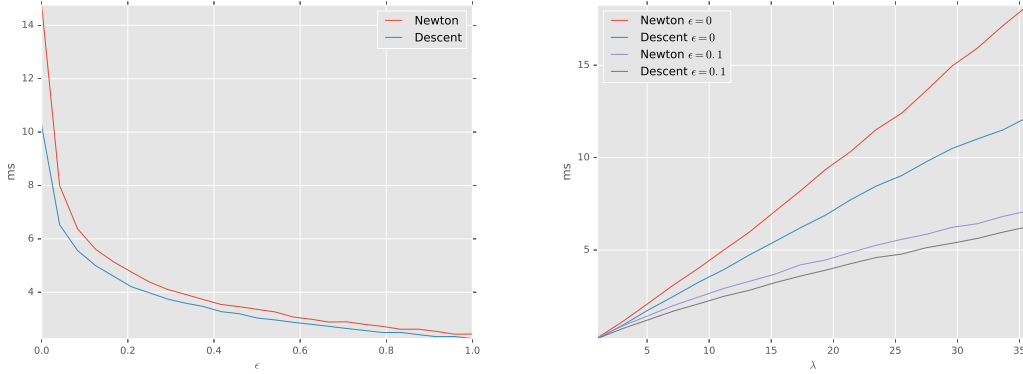 Newton
Descent
14
12
10
8
6
4
ms
0.0 0.2 0.4 0.6 0.8 1.0
ϵ
Newton ϵ=0
Descent ϵ=0
Newton ϵ=0.1
Descent ϵ=0.1
15
10
5
ms
5 10 15 20 25 30 35
λ